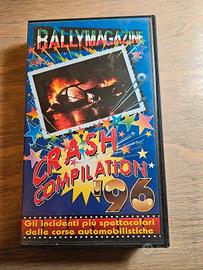 RALLYMAGAZINE
CRASH
COMPILATION
'96
Gli incidenti più spettacolari
delle corse automobilistiche